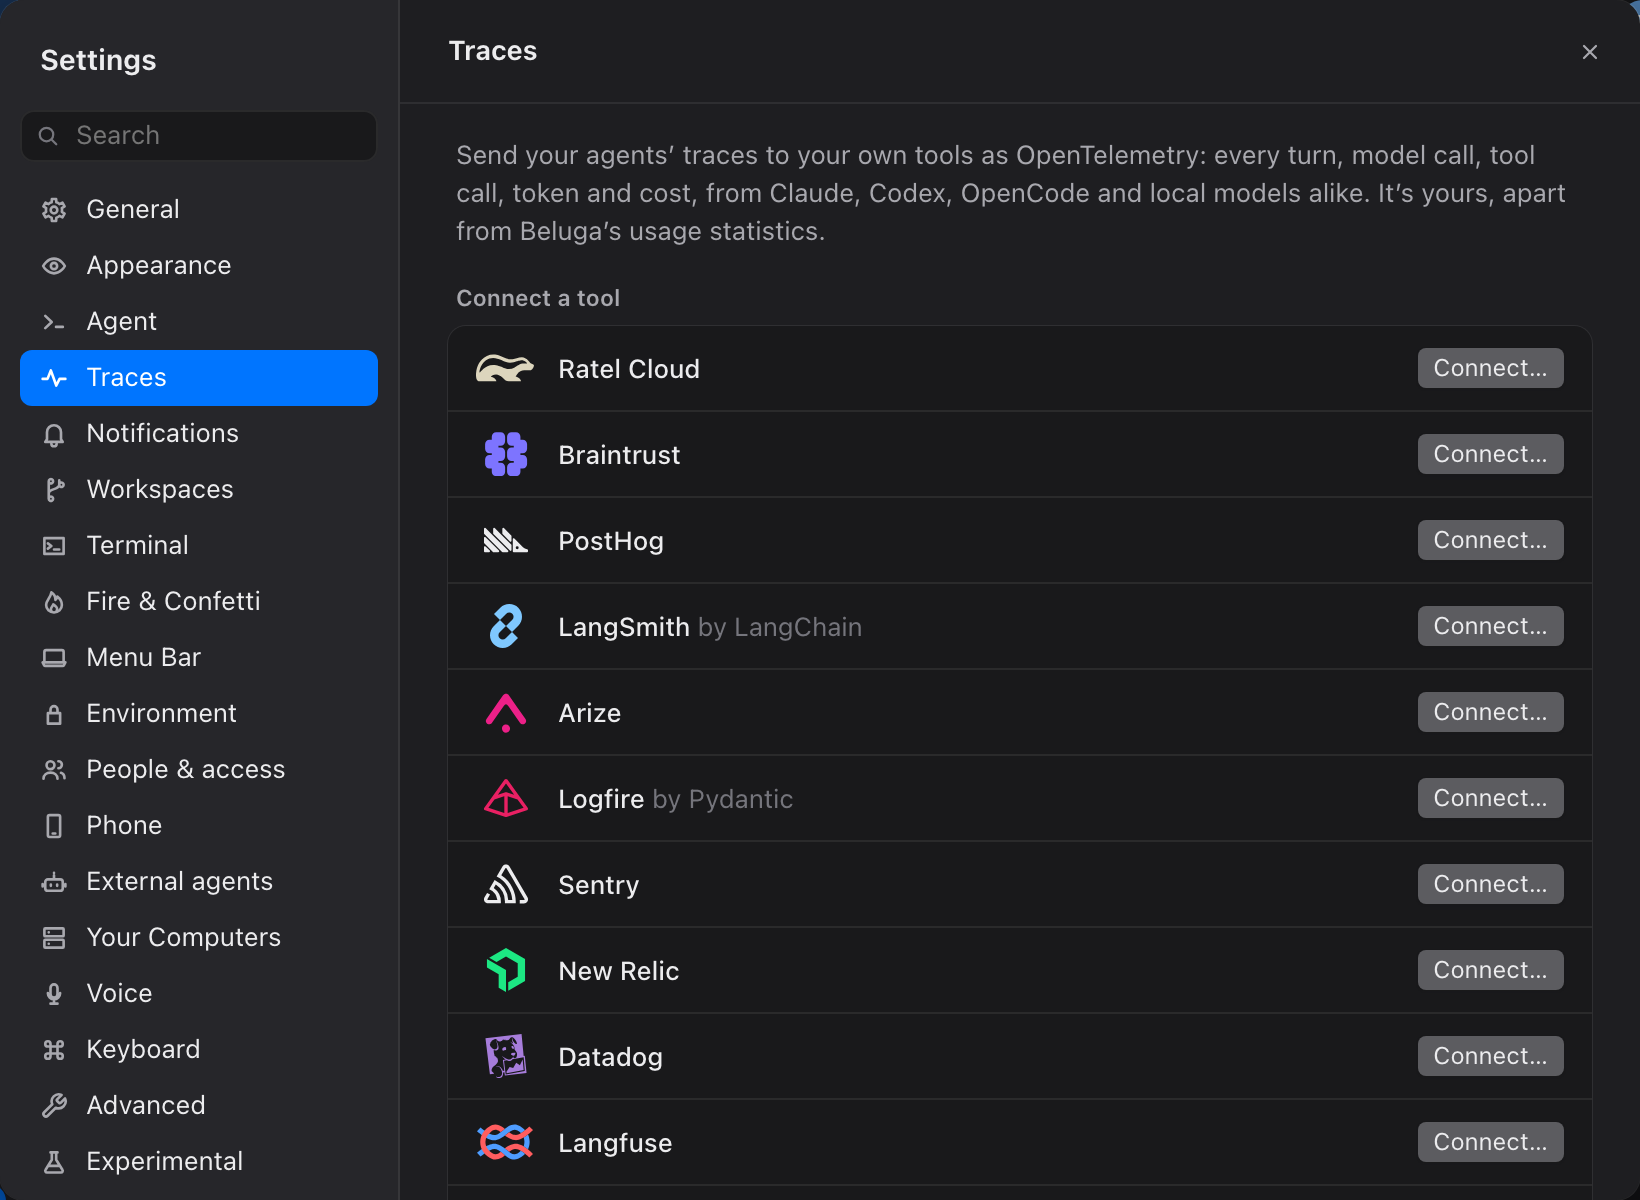 Settings
Search
General
Appearance
Agent
Traces
Notifications
Workspaces
Terminal
Fire & Confetti
Menu Bar
Environment
People & access
Phone
External agents
Your Computers
Voice
Keyboard
Advanced
Experimental
Traces
Send your agents’ traces to your own tools as OpenTelemetry: every turn, model call, tool
call, token and cost, from Claude, Codex, OpenCode and local models alike. It’s yours, apart
from Beluga’s usage statistics.
Connect a tool
Ratel Cloud Connect...
Braintrust Connect...
PostHog Connect...
LangSmith by LangChain Connect...
Arize Connect...
Logfire by Pydantic Connect...
Sentry Connect...
New Relic Connect...
Datadog Connect...
Langfuse Connect...